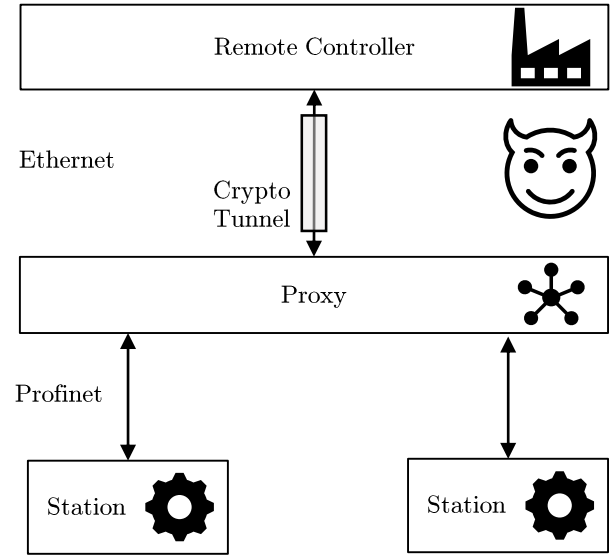 Remote Controller
Ethernet
Crypto
Tunnel
Proxy
Profinet
Station
Station